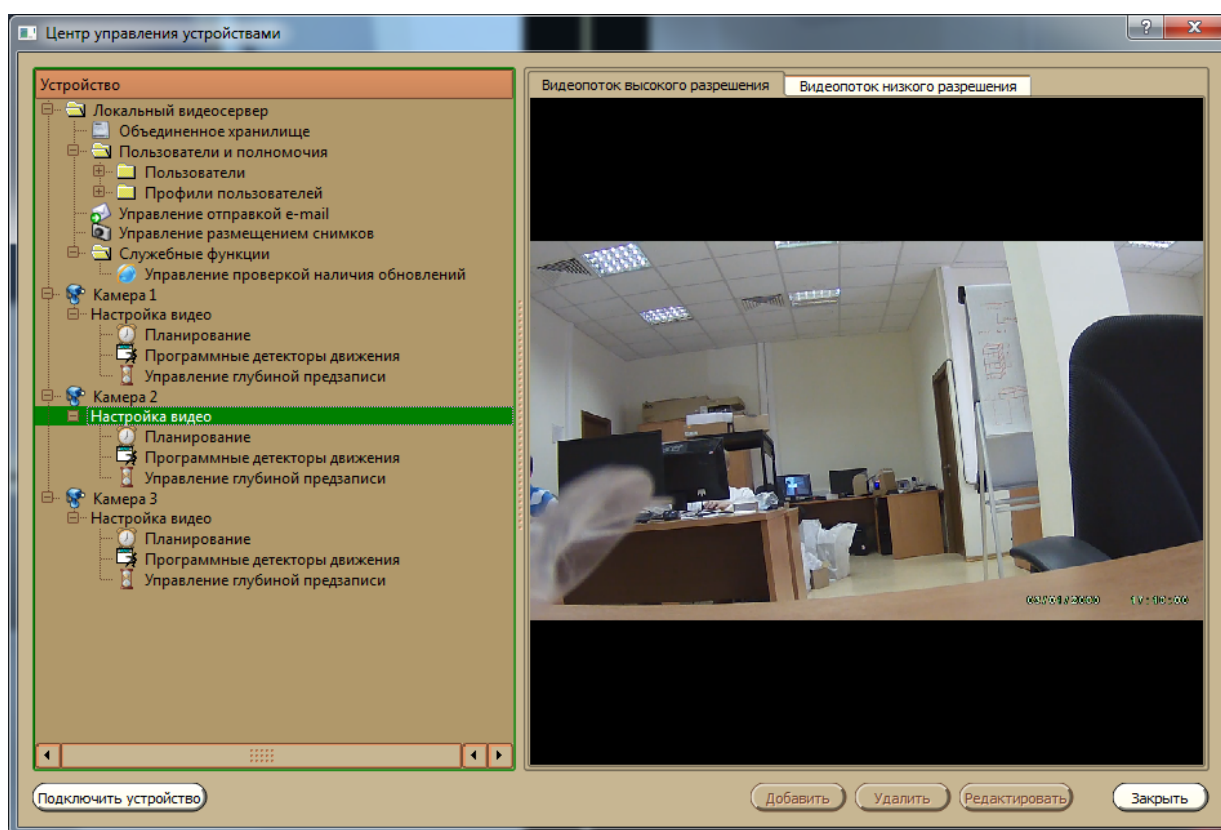 Центр управления устройствами
Устройство
Локальный видеосервер
Объединенное хранилище
Пользователи и полномочия
Пользователи
Профили пользователей
Управление отправкой e-mail
Управление размещением снимков
Служебные функции
Управление проверкой наличия обновлений
Камера 1
Настройка видео
Планирование
Программные детекторы движения
Управление глубиной предзаписи
Камера 2
Настройка видео
Планирование
Программные детекторы движения
Управление глубиной предзаписи
Камера 3
Настройка видео
Планирование
Программные детекторы движения
Управление глубиной предзаписи
Видеопоток высокого разрешения
Видеопоток низкого разрешения
Подключить устройство
Добавить
Удалить
Редактировать
Закрыть